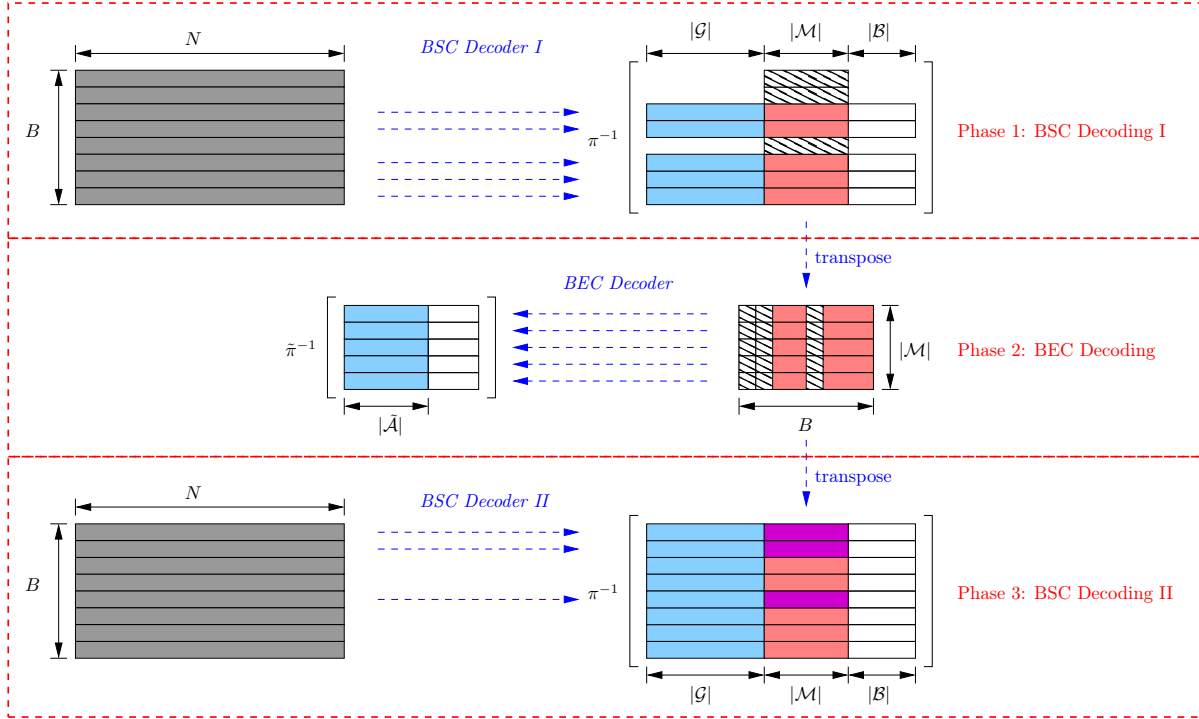 N
BSC Decoder I
|𝒢|
|ℳ|
|ℬ|
B
π⁻¹
Phase 1: BSC Decoding I
transpose
BEC Decoder
π̃⁻¹
|ℳ|
Phase 2: BEC Decoding
|𝒜̃|
B
transpose
N
BSC Decoder II
B
π⁻¹
Phase 3: BSC Decoding II
|𝒢|
|ℳ|
|ℬ|